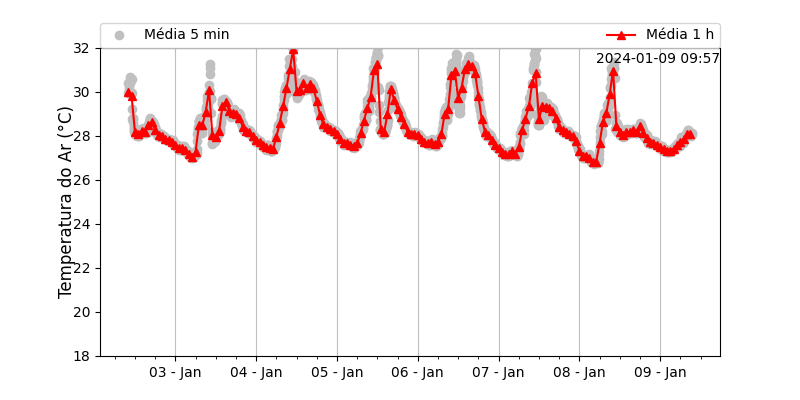 Média 5 min
Média 1 h
2024-01-09 09:57
Temperatura do Ar (°C)
32
30
28
26
24
22
20
18
03 - Jan
04 - Jan
05 - Jan
06 - Jan
07 - Jan
08 - Jan
09 - Jan